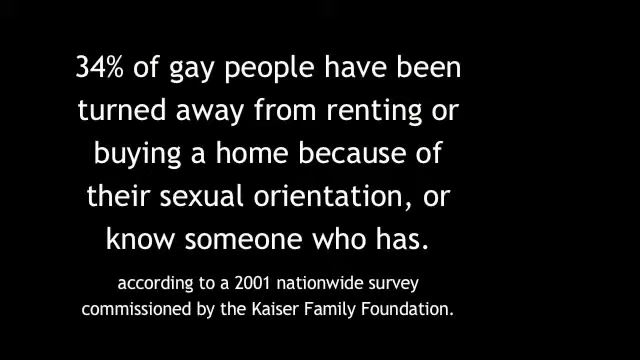 34% of gay people have been
turned away from renting or
buying a home because of
their sexual orientation, or
know someone who has.
according to a 2001 nationwide survey
commissioned by the Kaiser Family Foundation.